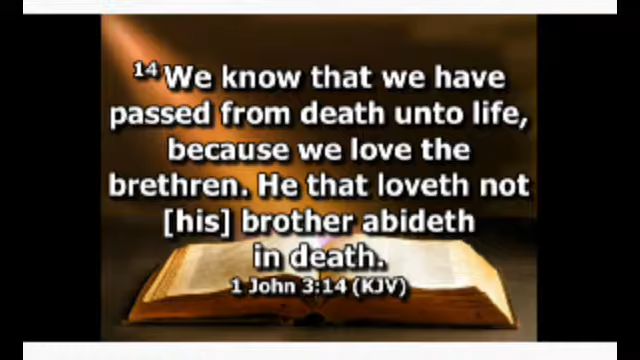 14 We know that we have
passed from death unto life,
because we love the
brethren. He that loveth not
[his] brother abideth
in death.
1 John 3:14 (KJV)